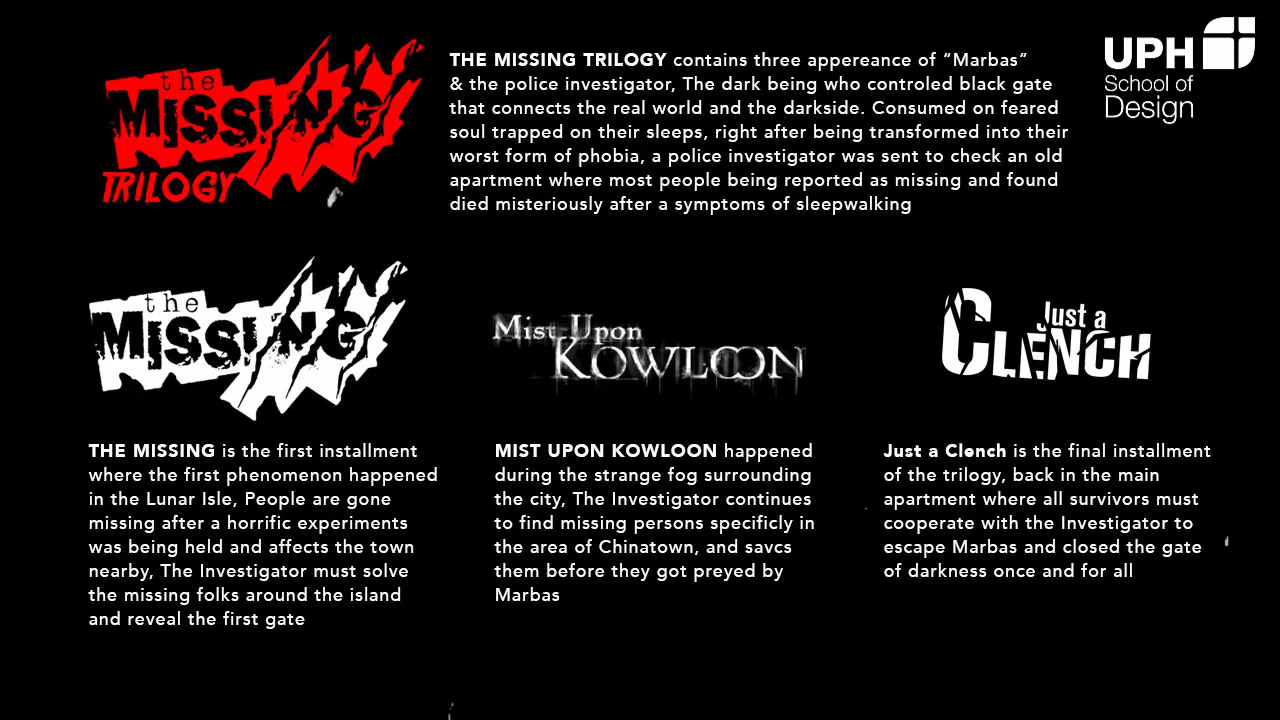 the
MISSING
TRILOGY
THE MISSING TRILOGY contains three appereance of “Marbas”
& the police investigator, The dark being who controled black gate
that connects the real world and the darkside. Consumed on feared
soul trapped on their sleeps, right after being transformed into their
worst form of phobia, a police investigator was sent to check an old
apartment where most people being reported as missing and found
died misteriously after a symptoms of sleepwalking
UPH
School of
Design
the
MISSING
THE MISSING is the first installment
where the first phenomenon happened
in the Lunar Isle, People are gone
missing after a horrific experiments
was being held and affects the town
nearby, The Investigator must solve
the missing folks around the island
and reveal the first gate
Mist Upon
KOWLOON
MIST UPON KOWLOON happened
during the strange fog surrounding
the city, The Investigator continues
to find missing persons specificly in
the area of Chinatown, and savcs
them before they got preyed by
Marbas
Just a
CLENCH
Just a Clench is the final installment
of the trilogy, back in the main
apartment where all survivors must
cooperate with the Investigator to
escape Marbas and closed the gate
of darkness once and for all